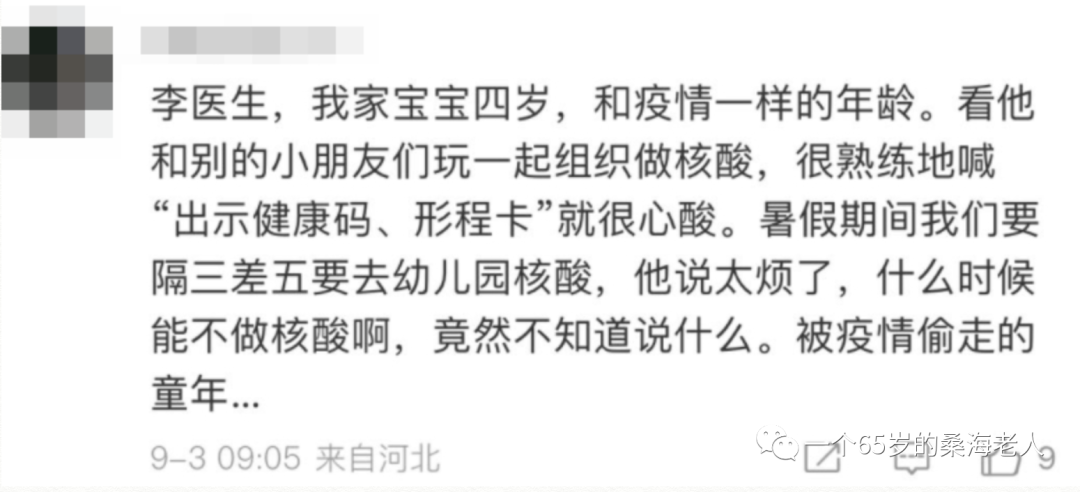 李医生，我家宝宝四岁，和疫情一样的年龄。看他
和别的小朋友们玩一起组织做核酸，很熟练地喊
“出示健康码、形程卡”就很心酸。暑假期间我们要
隔三差五要去幼儿园核酸，他说太烦了，什么时候
能不做核酸啊，竟然不知道说什么。被疫情偷走的
童年...
9-3 09:05 来自河北
一个65岁的桑海老人
9